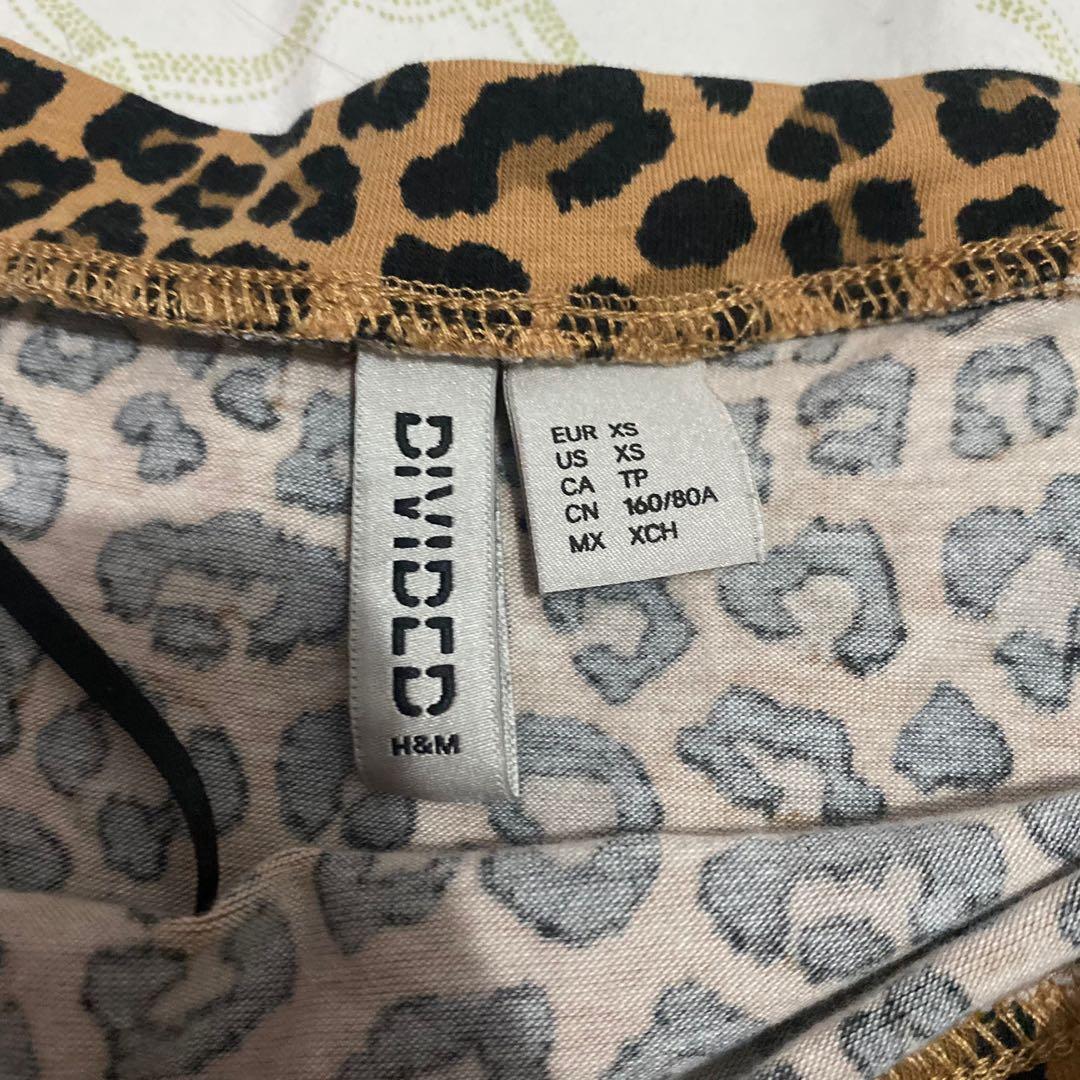 DIVIDED
H&M
EUR XS
US XS
CA TP
CN 160/80A
MX XCH